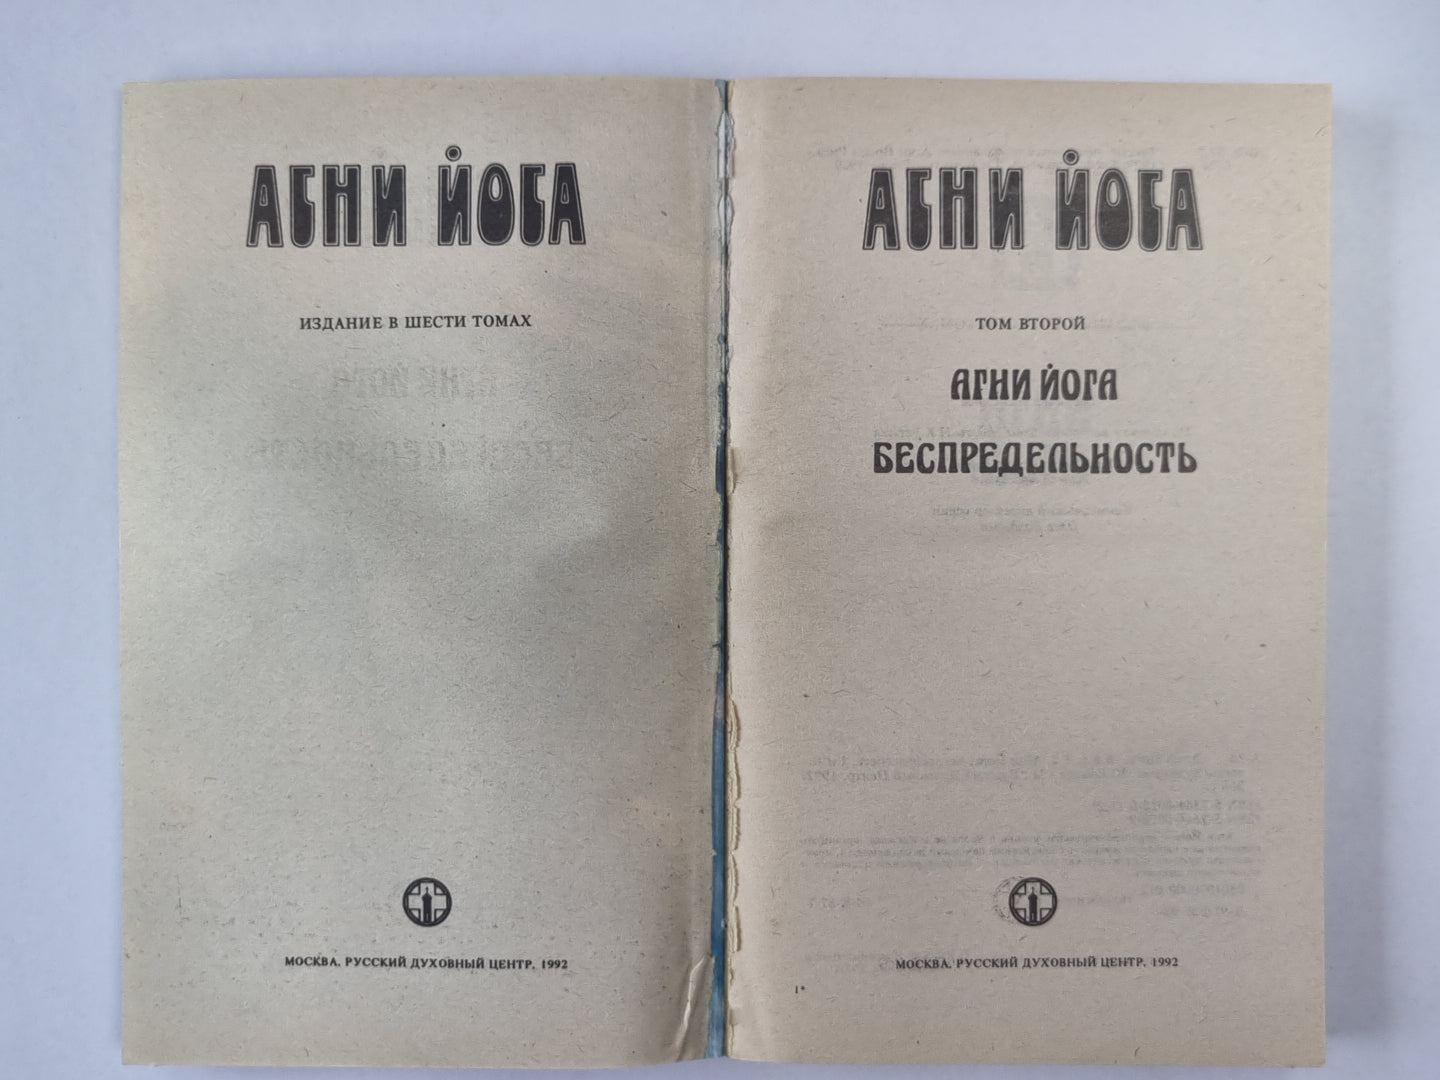 АГНИ ЙОГА
ИЗДАНИЕ В ШЕСТИ ТОМАХ
МОСКВА. РУССКИЙ ДУХОВНЫЙ ЦЕНТР. 1992
АГНИ ЙОГА
ТОМ ВТОРОЙ
АГНИ ЙОГА
БЕСПРЕДЕЛЬНОСТЬ
МОСКВА. РУССКИЙ ДУХОВНЫЙ ЦЕНТР. 1992
1*